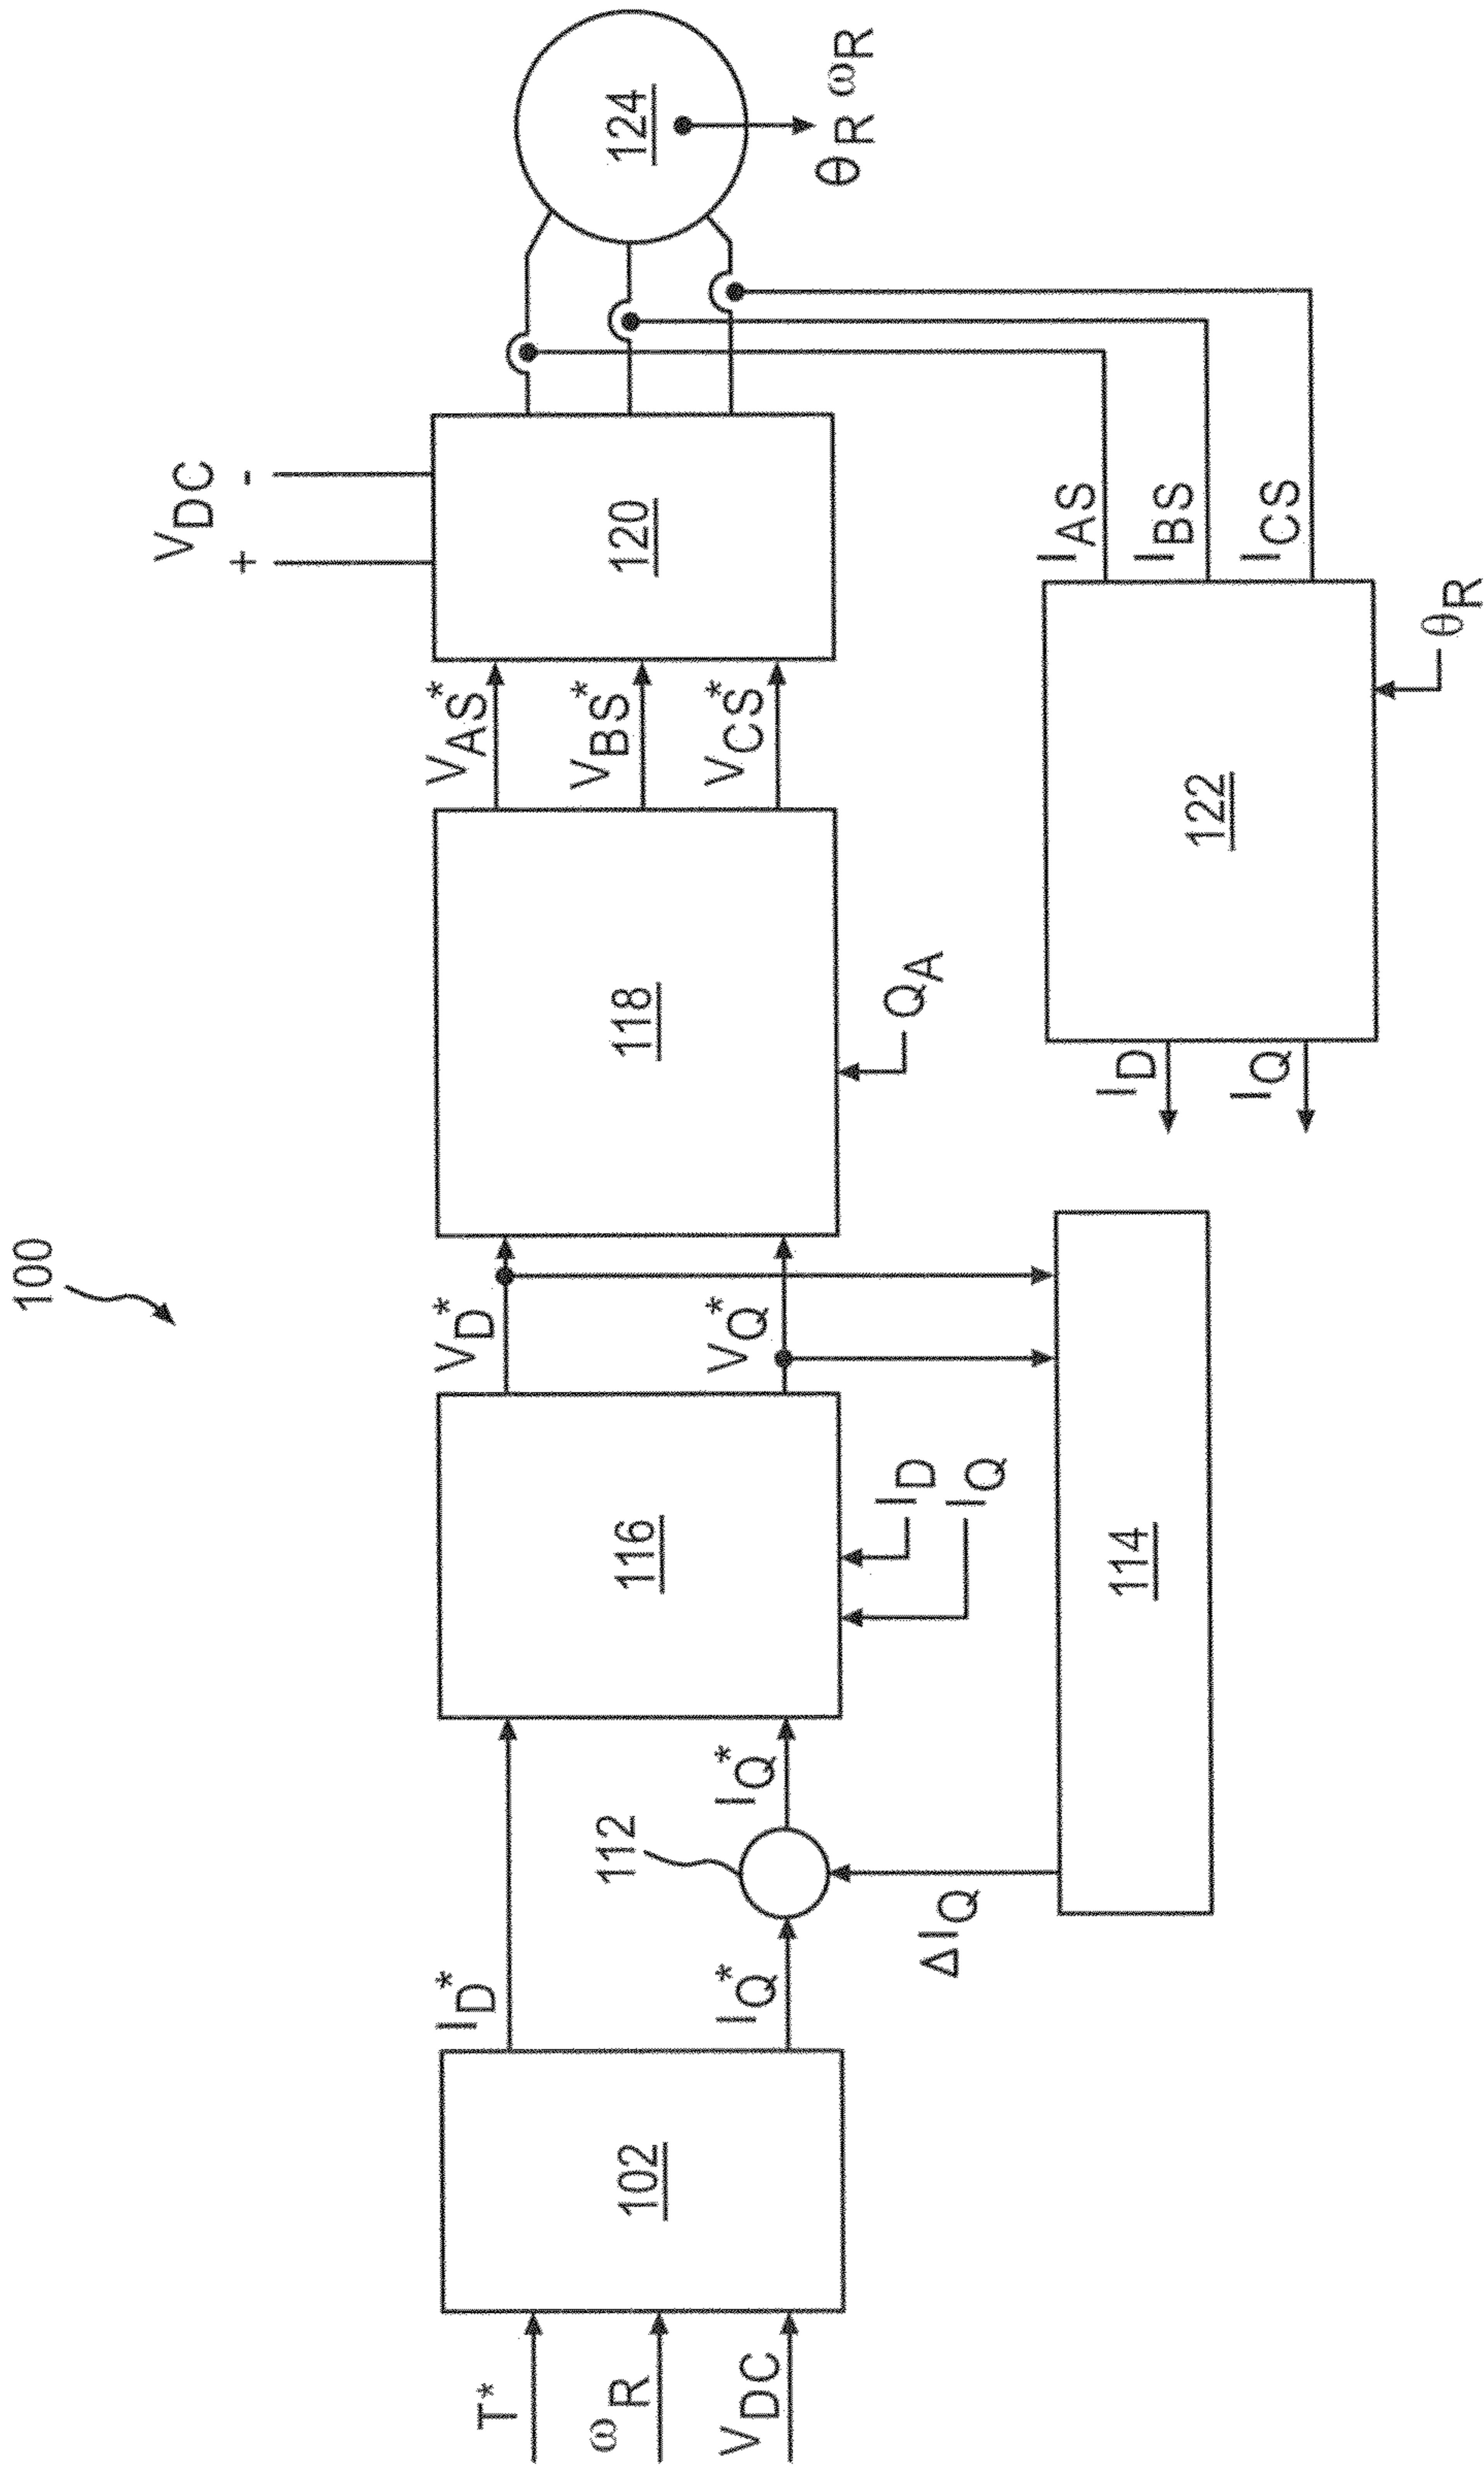 100
T*
ωR
VDC
102
ID*
IQ*
112
ΔIQ
IQ*
116
ID
IQ
VD*
VQ*
114
118
QA
VAS*
VBS*
VCS*
VDC
+ -
120
124
θR ωR
IAS
IBS
ICS
122
θR
ID
IQ